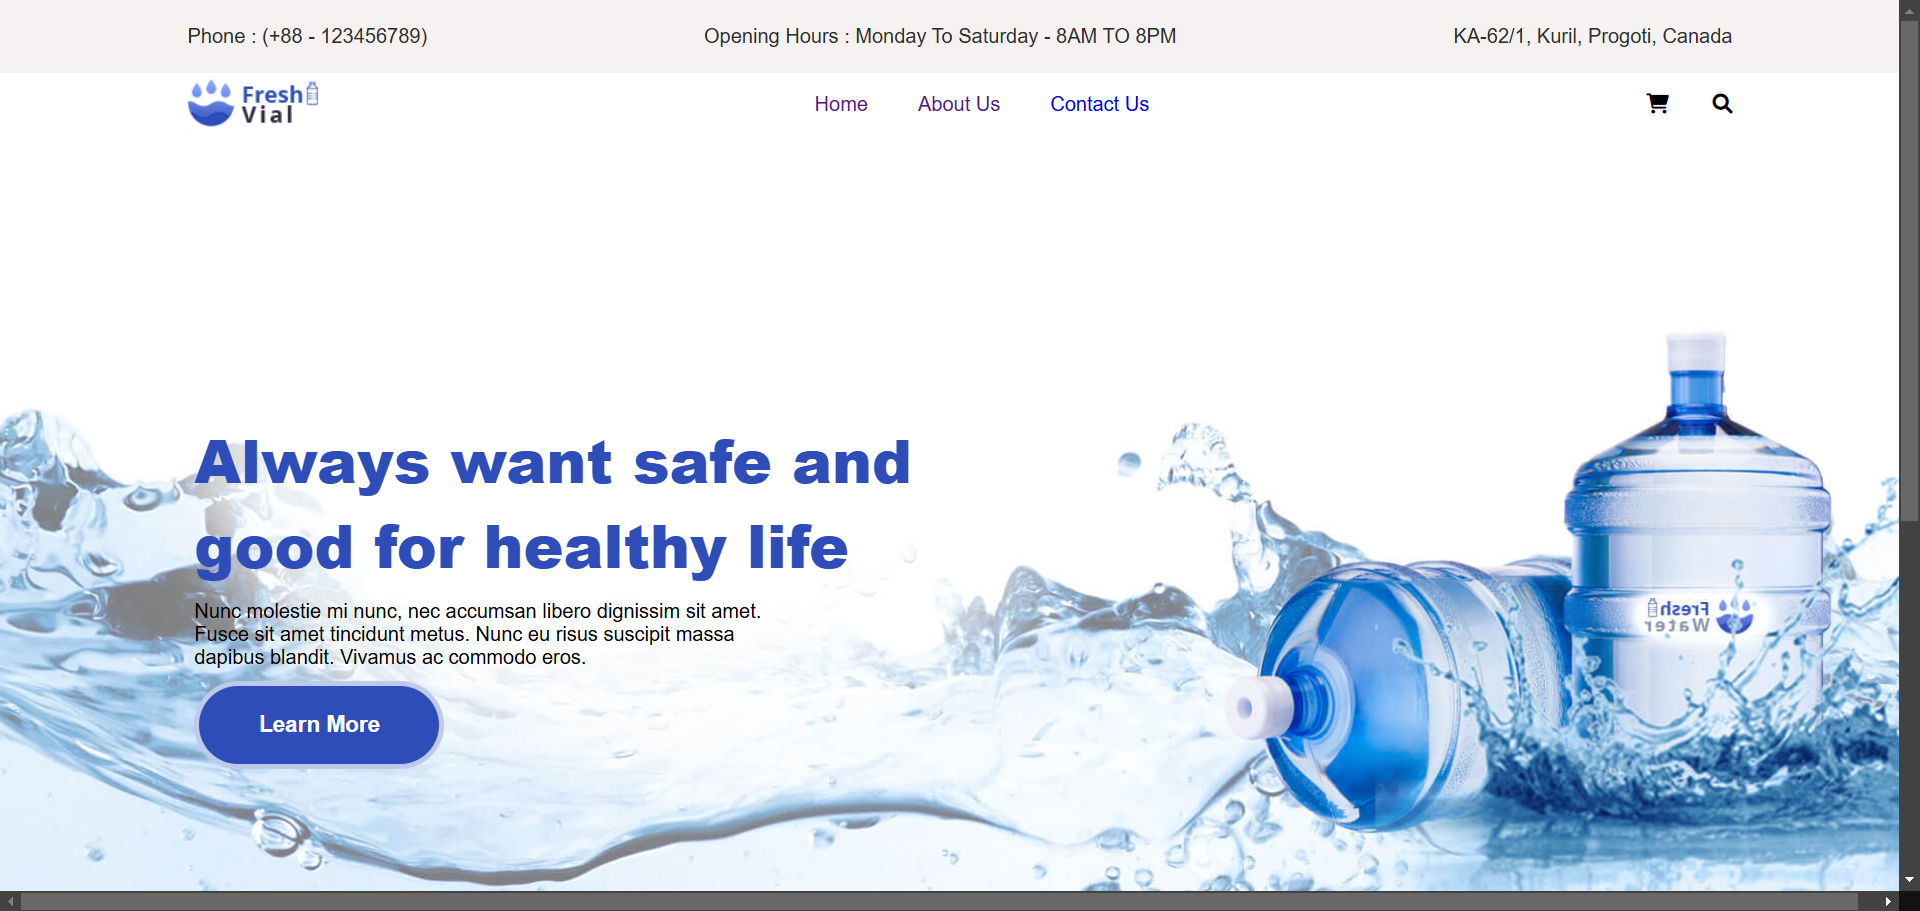 Phone : (+88 - 123456789)
Opening Hours : Monday To Saturday - 8AM TO 8PM
KA-62/1, Kuril, Progoti, Canada
Fresh
Vial
Home
About Us
Contact Us
Always want safe and
good for healthy life
Nunc molestie mi nunc, nec accumsan libero dignissim sit amet.
Fusce sit amet tincidunt metus. Nunc eu risus suscipit massa
dapibus blandit. Vivamus ac commodo eros.
Learn More
Fresh
Water